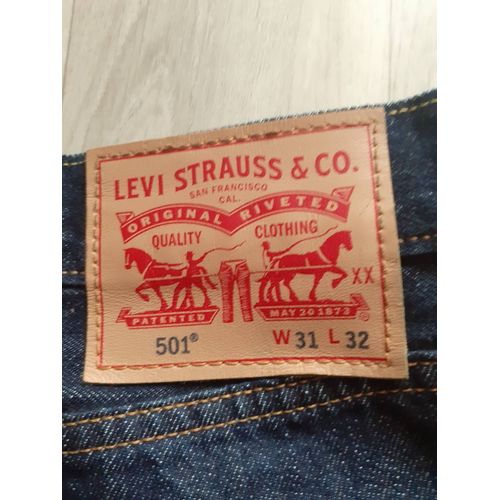 LEVI STRAUSS & CO.
SAN FRANCISCO
CAL.
ORIGINAL RIVETED
QUALITY CLOTHING
XX
PATENTED MAY 20 1873 ©
501® W 31 L 32